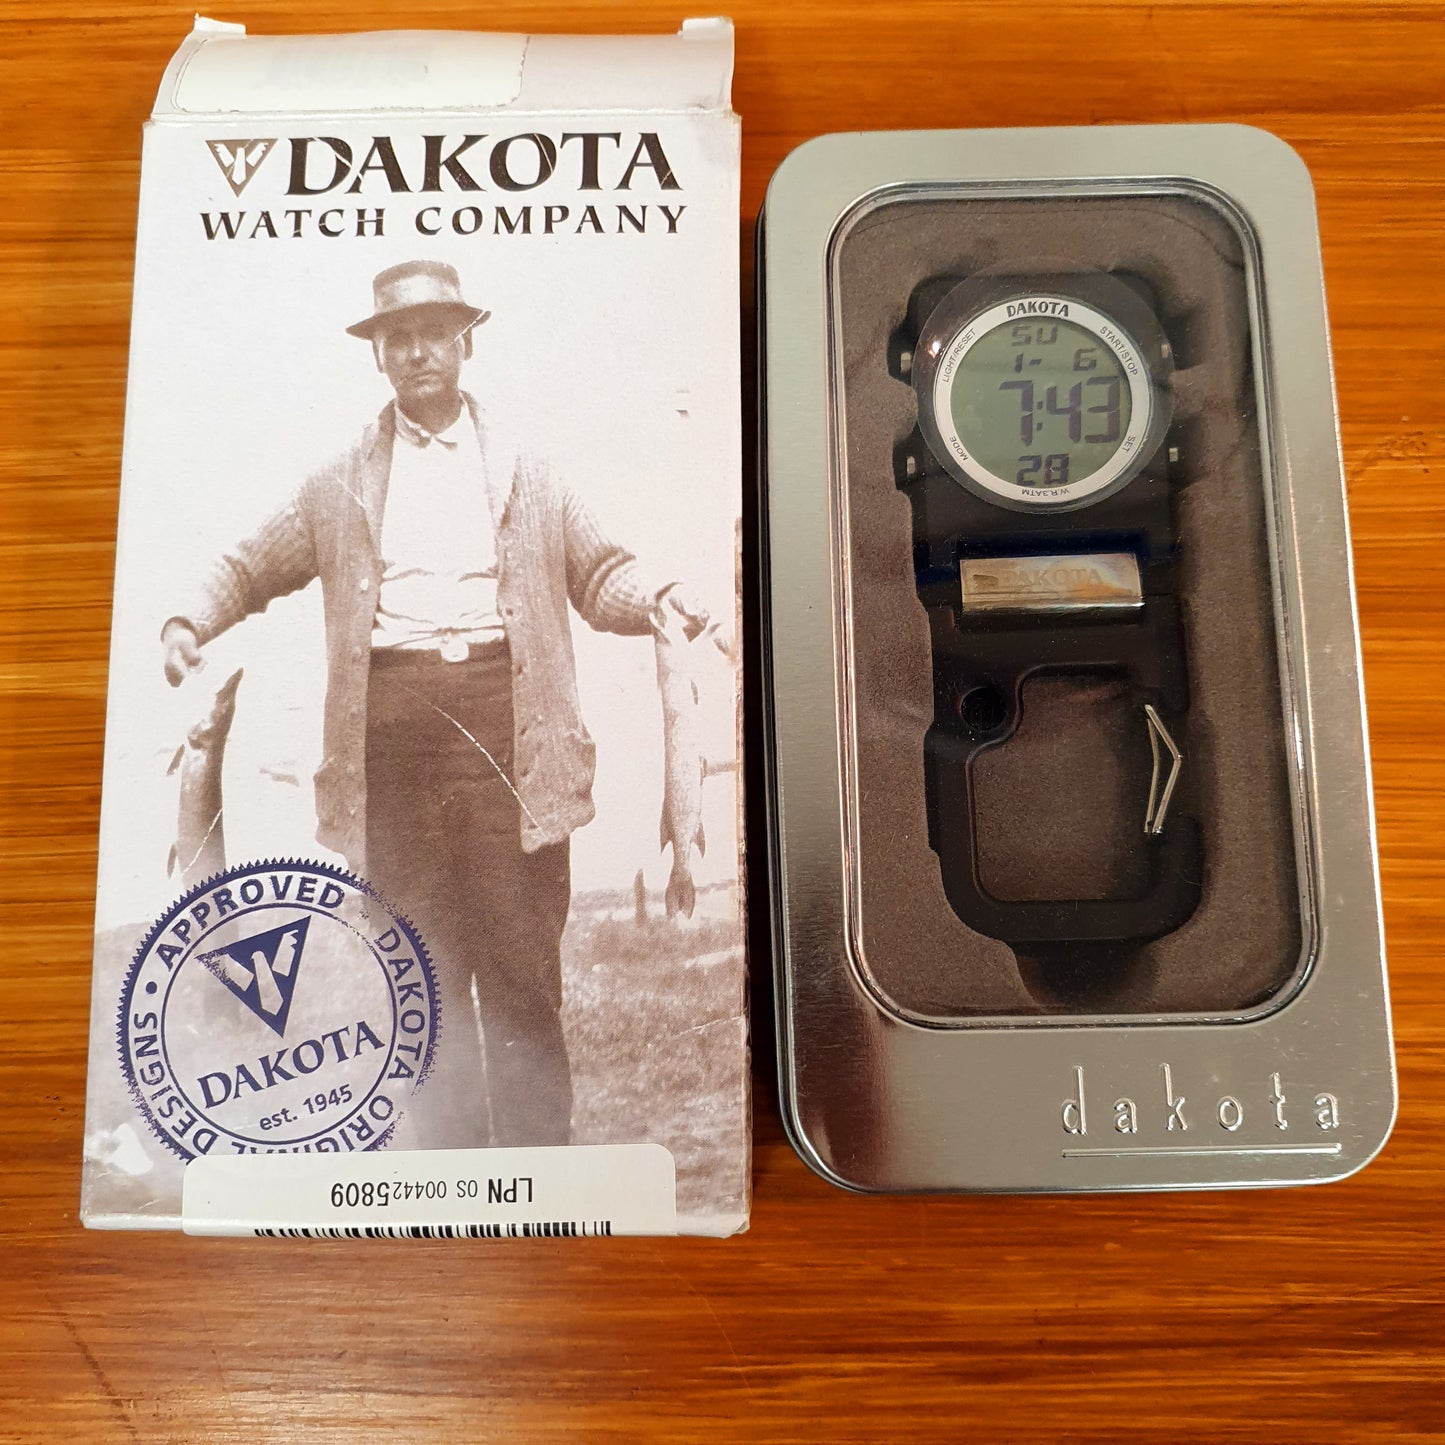 DAKOTA
WATCH COMPANY
APPROVED • DAKOTA ORIGINAL DESIGNS •
DAKOTA
est. 1945
LPN OS 004425809
DAKOTA
LIGHT/RESET
START/STOP
SU
1- 6
7:43
28
MODE
SET
W.R.3ATM
DAKOTA
dakota